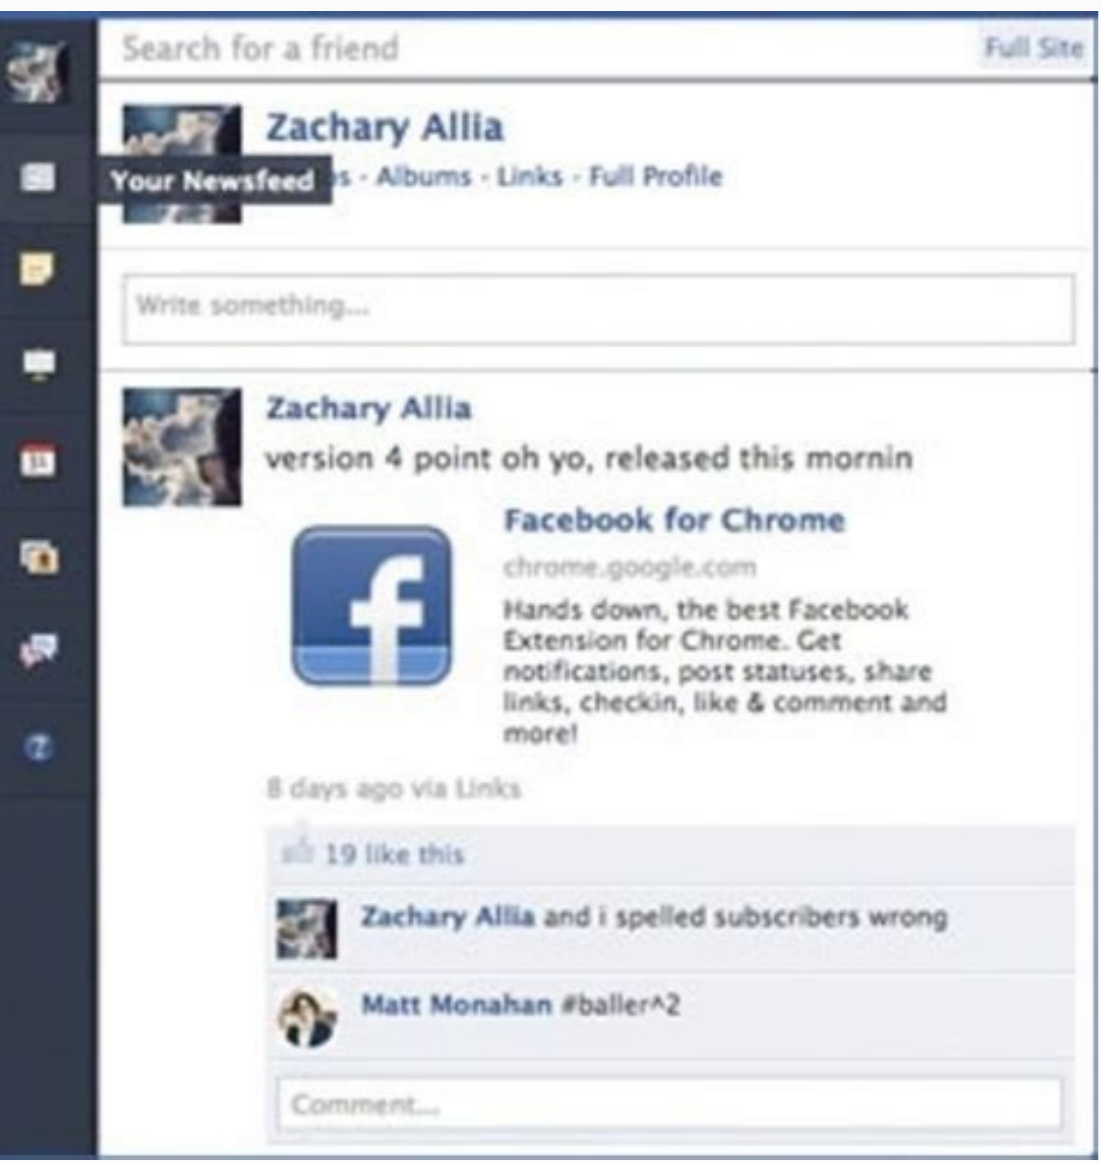 Search for a friend
Full Site
Zachary Allia
Your Newsfeed
s - Albums - Links - Full Profile
Write something...
Zachary Allia
version 4 point oh yo, released this mornin
Facebook for Chrome
chrome.google.com
Hands down, the best Facebook
Extension for Chrome. Get
notifications, post statuses, share
links, checkin, like & comment and
more!
8 days ago via Links
19 like this
Zachary Allia and i spelled subscribers wrong
Matt Monahan #baller^2
Comment...